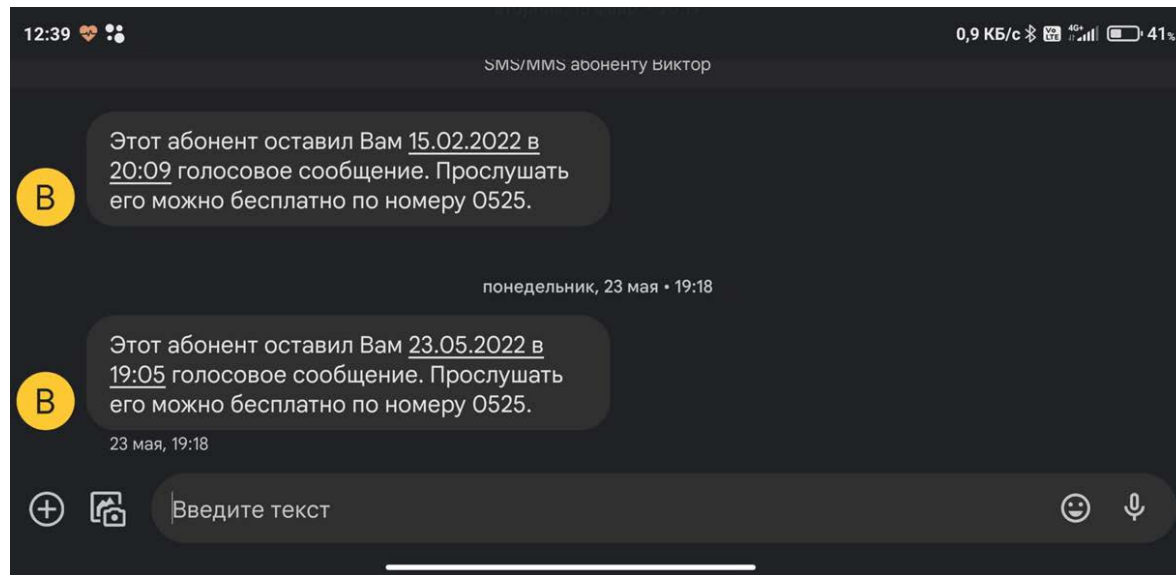 12:39 0,9 КБ/с Vo LTE 4G+ 41%
SMS/MMS абоненту Виктор
Этот абонент оставил Вам 15.02.2022 в
20:09 голосовое сообщение. Прослушать
его можно бесплатно по номеру 0525.
В
понедельник, 23 мая • 19:18
Этот абонент оставил Вам 23.05.2022 в
19:05 голосовое сообщение. Прослушать
его можно бесплатно по номеру 0525.
В
23 мая, 19:18
Введите текст